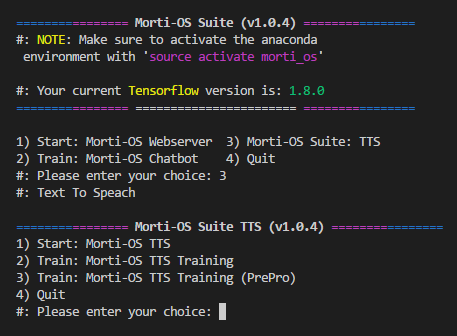 ================ Morti-OS Suite (v1.0.4) ================
#: NOTE: Make sure to activate the anaconda
environment with 'source activate morti_os'
#: Your current Tensorflow version is: 1.8.0
================ ======================= ================
1) Start: Morti-OS Webserver  3) Morti-OS Suite: TTS
2) Train: Morti-OS Chatbot    4) Quit
#: Please enter your choice: 3
#: Text To Speach
================ Morti-OS Suite TTS (v1.0.4) ================
1) Start: Morti-OS TTS
2) Train: Morti-OS TTS Training
3) Train: Morti-OS TTS Training (PrePro)
4) Quit
#: Please enter your choice: